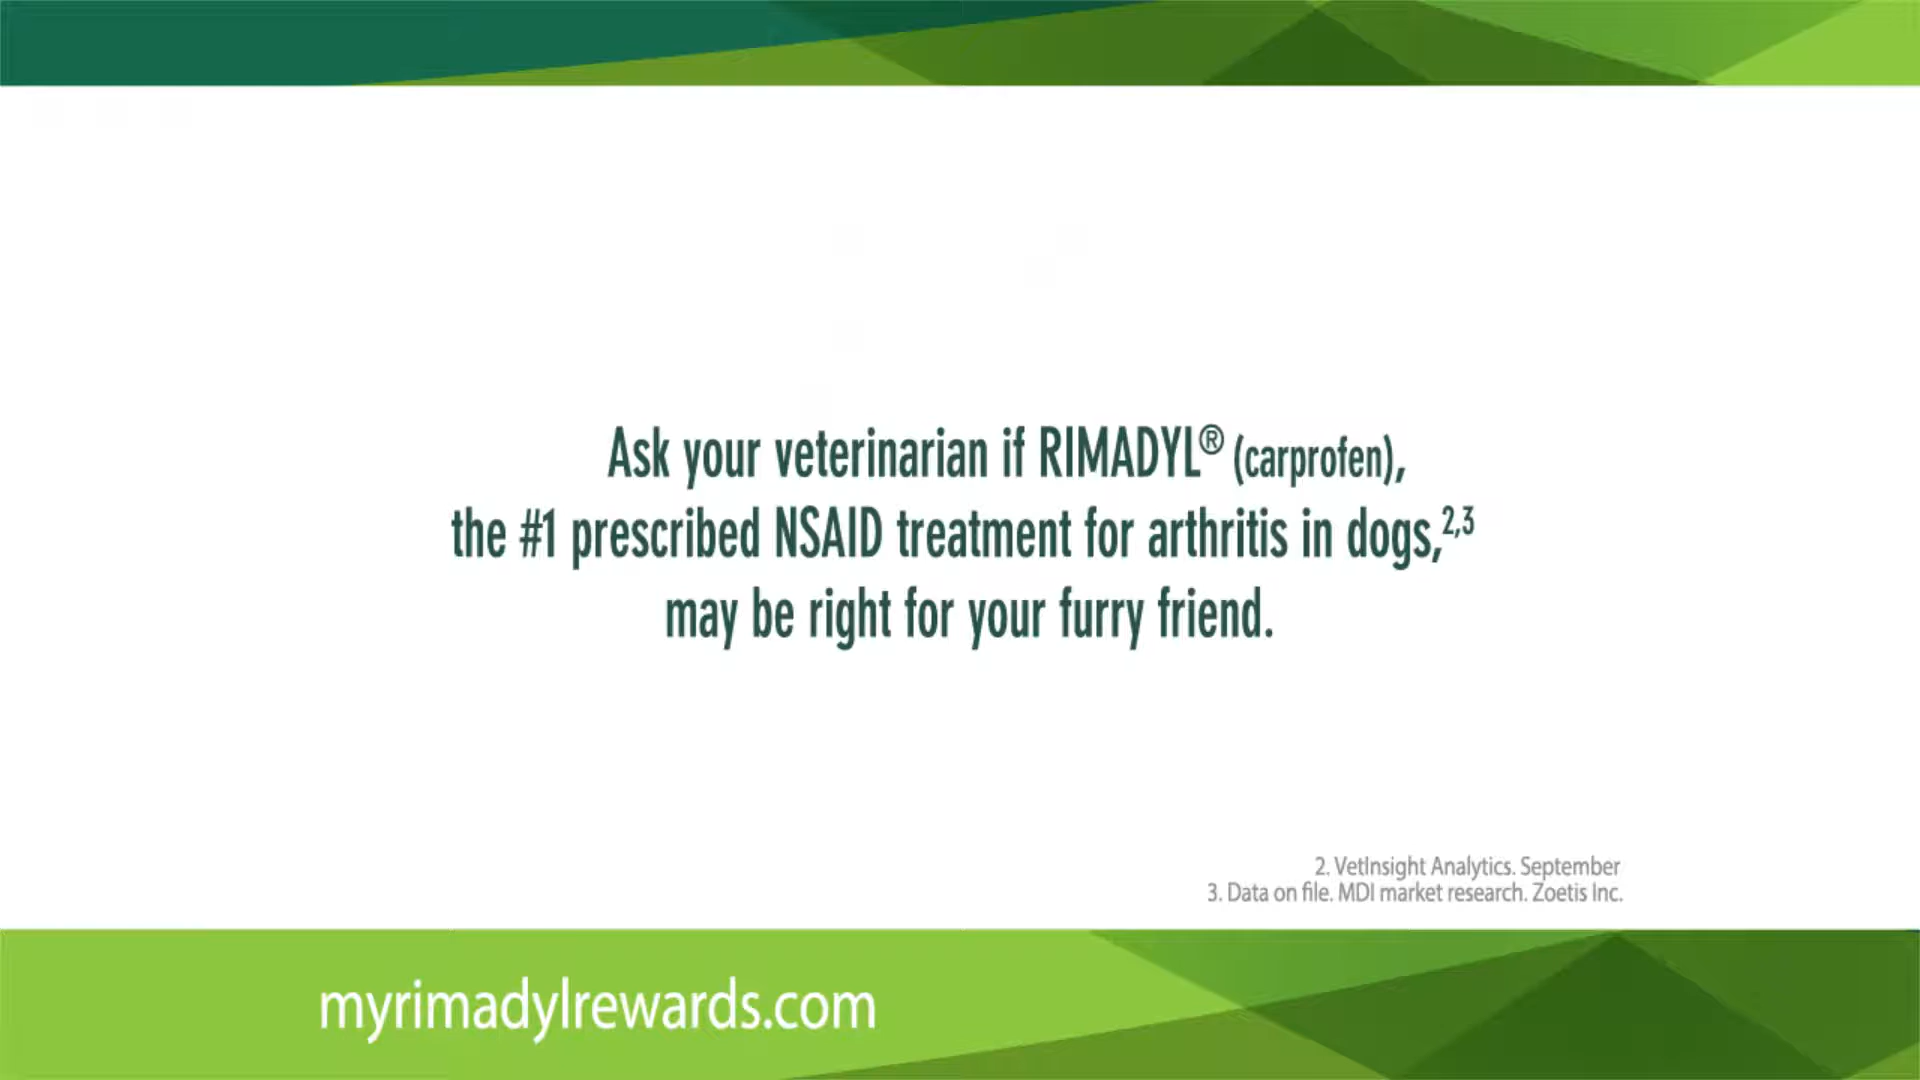 Ask your veterinarian if RIMADYL® (carprofen),
the #1 prescribed NSAID treatment for arthritis in dogs,2,3
may be right for your furry friend.
2. VetInsight Analytics. September
3. Data on file. MDI market research. Zoetis Inc.
myrimadylrewards.com